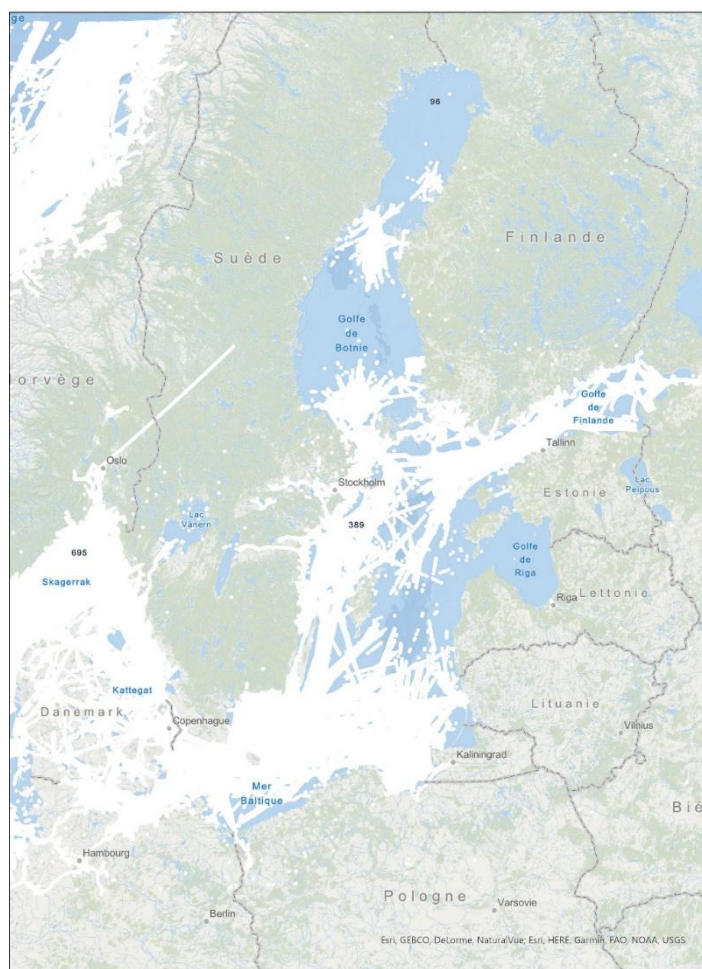 ge
96
Suède
Finlande
Golfe
de
Botnie
orvège
Golfe
de
Finlande
Tallinn
Oslo
Stockholm
Estonie
Lac
Peipous
Lac
Vänern
389
695
Skagerrak
Golfe
de
Riga
Riga
Lettonie
Kattegat
Danemark
Copenhague
Lituanie
Vilnius
Kaliningrad
Mer
Baltique
Bié
Hambourg
Pologne
Varsovie
Berlin
Esri, GEBCO, DeLorme, NaturalVue; Esri, HERE, Garmin, FAO, NOAA, USGS